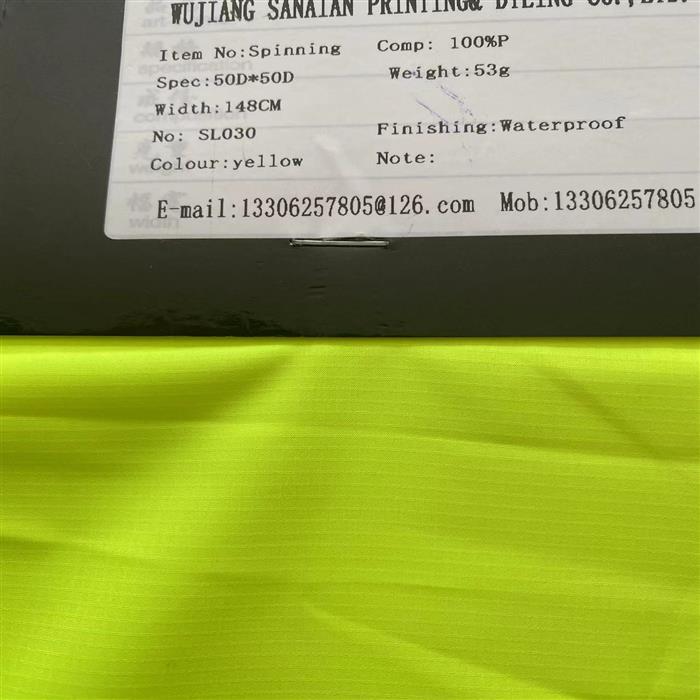 WUJIANG SANAIAN PRINTING& DYEING CO.,LTD.
Item No:Spinning Comp: 100%P
Spec:50D*50D Weight:53g
Width:148CM
No: SL030 Finishing:Waterproof
Colour:yellow Note:
E-mail:13306257805@126.com Mob:13306257805